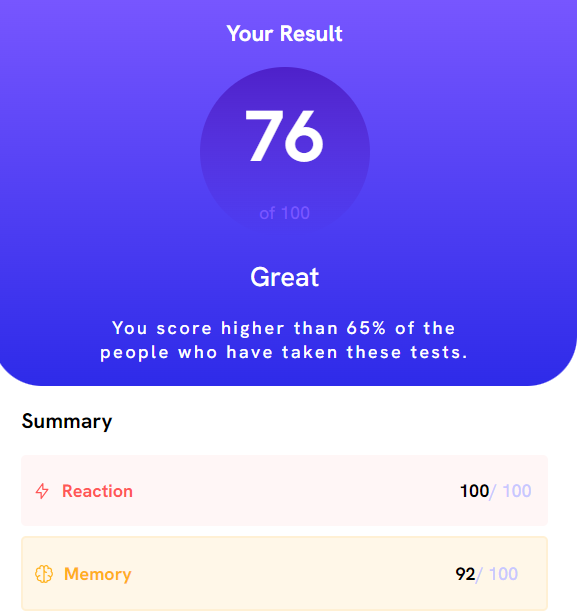 Your Result
76
of 100
Great
You score higher than 65% of the
people who have taken these tests.
Summary
Reaction 100/ 100
Memory 92/ 100